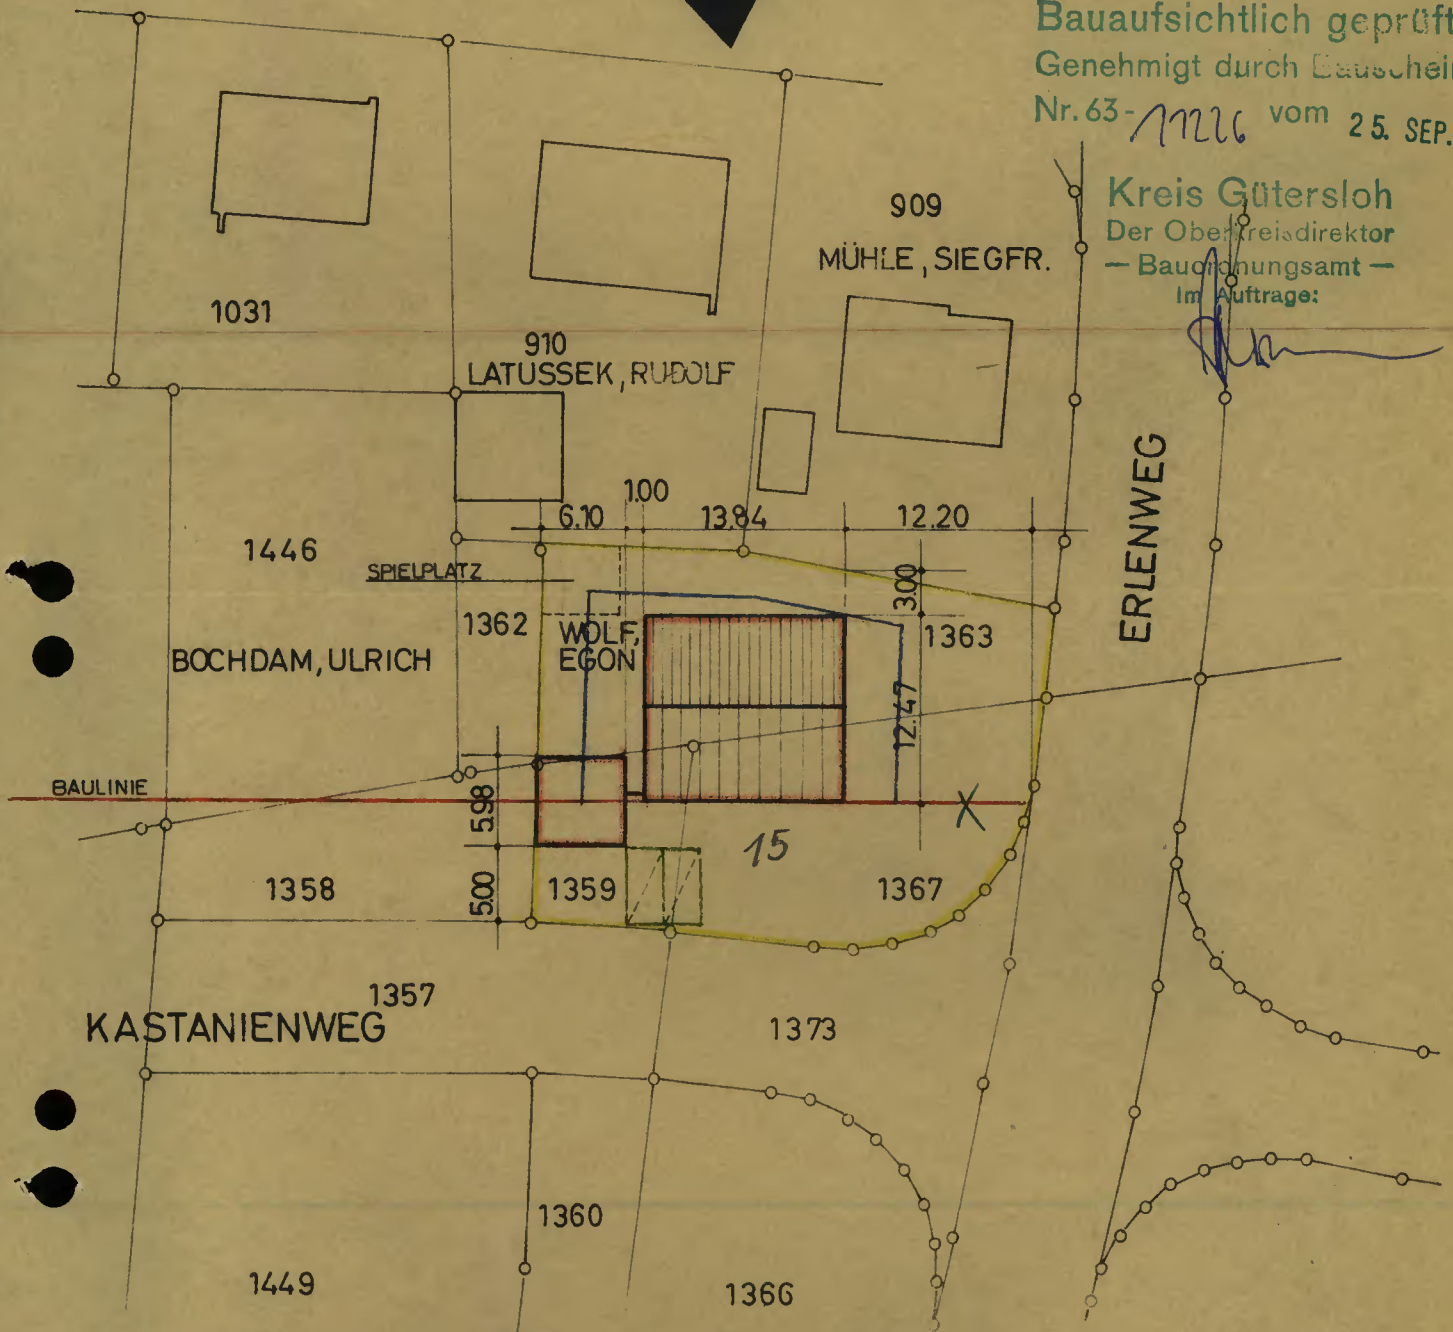 Bauaufsichtlich geprüft
Genehmigt durch Bauschein
Nr. 63-11226 vom 25. SEP.
Kreis Gütersloh
Der Oberkreisdirektor
— Bauordnungsamt —
Im Auftrage:
909
MÜHLE, SIEGFR.
1031
910
LATUSSEK, RUDOLF
ERLENWEG
6.10
1.00
13.84
12.20
1446
SPIELPLATZ
3.00
1362
WOLF,
EGON
1363
BOCHDAM, ULRICH
12.47
BAULINIE
5.98
X
15
1358
5.00
1359
1367
1357
KASTANIENWEG
1373
1360
1449
1366